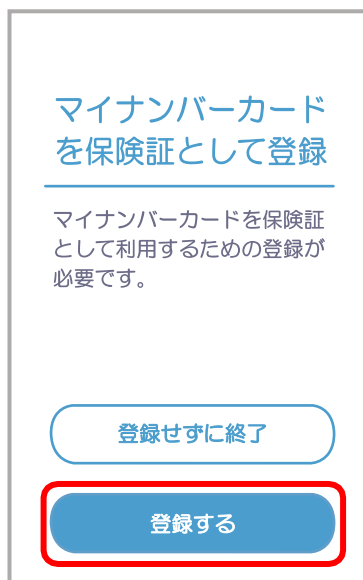 マイナンバーカード
を保険証として登録
マイナンバーカードを保険証
として利用するための登録が
必要です。
登録せずに終了
登録する